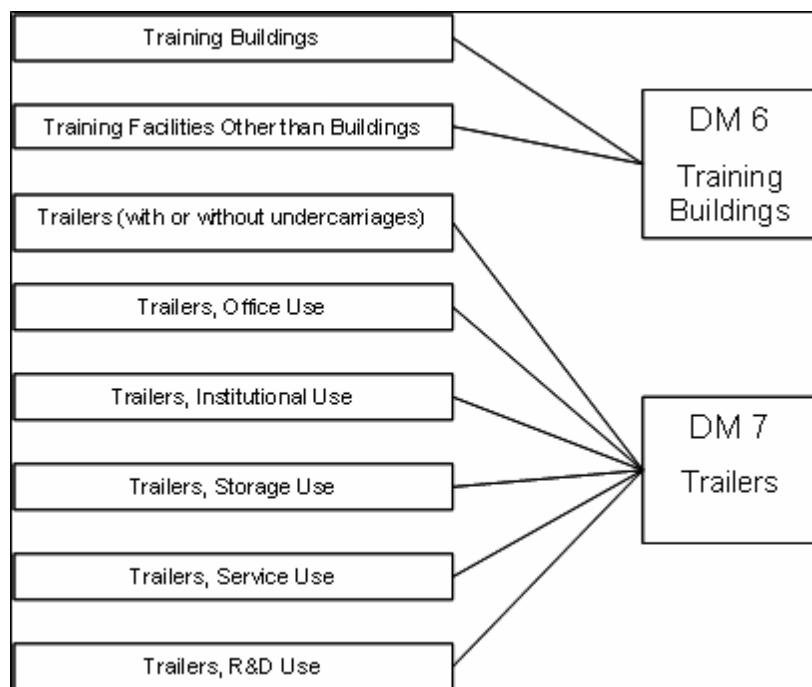 Training Buildings
Training Facilities Other than Buildings
Trailers (with or without undercarriages)
Trailers, Office Use
Trailers, Institutional Use
Trailers, Storage Use
Trailers, Service Use
Trailers, R&D Use
DM 6
Training
Buildings
DM 7
Trailers